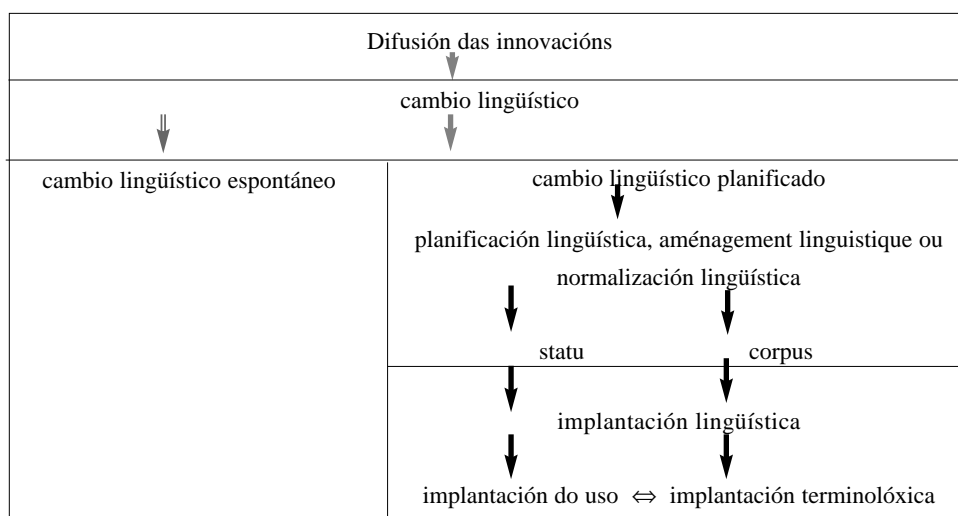 Difusión das innovacións
cambio lingüístico
cambio lingüístico espontáneo
cambio lingüístico planificado
planificación lingüística, aménagement linguistique ou
normalización lingüística
statu corpus
implantación lingüística
implantación do uso ⇔ implantación terminolóxica